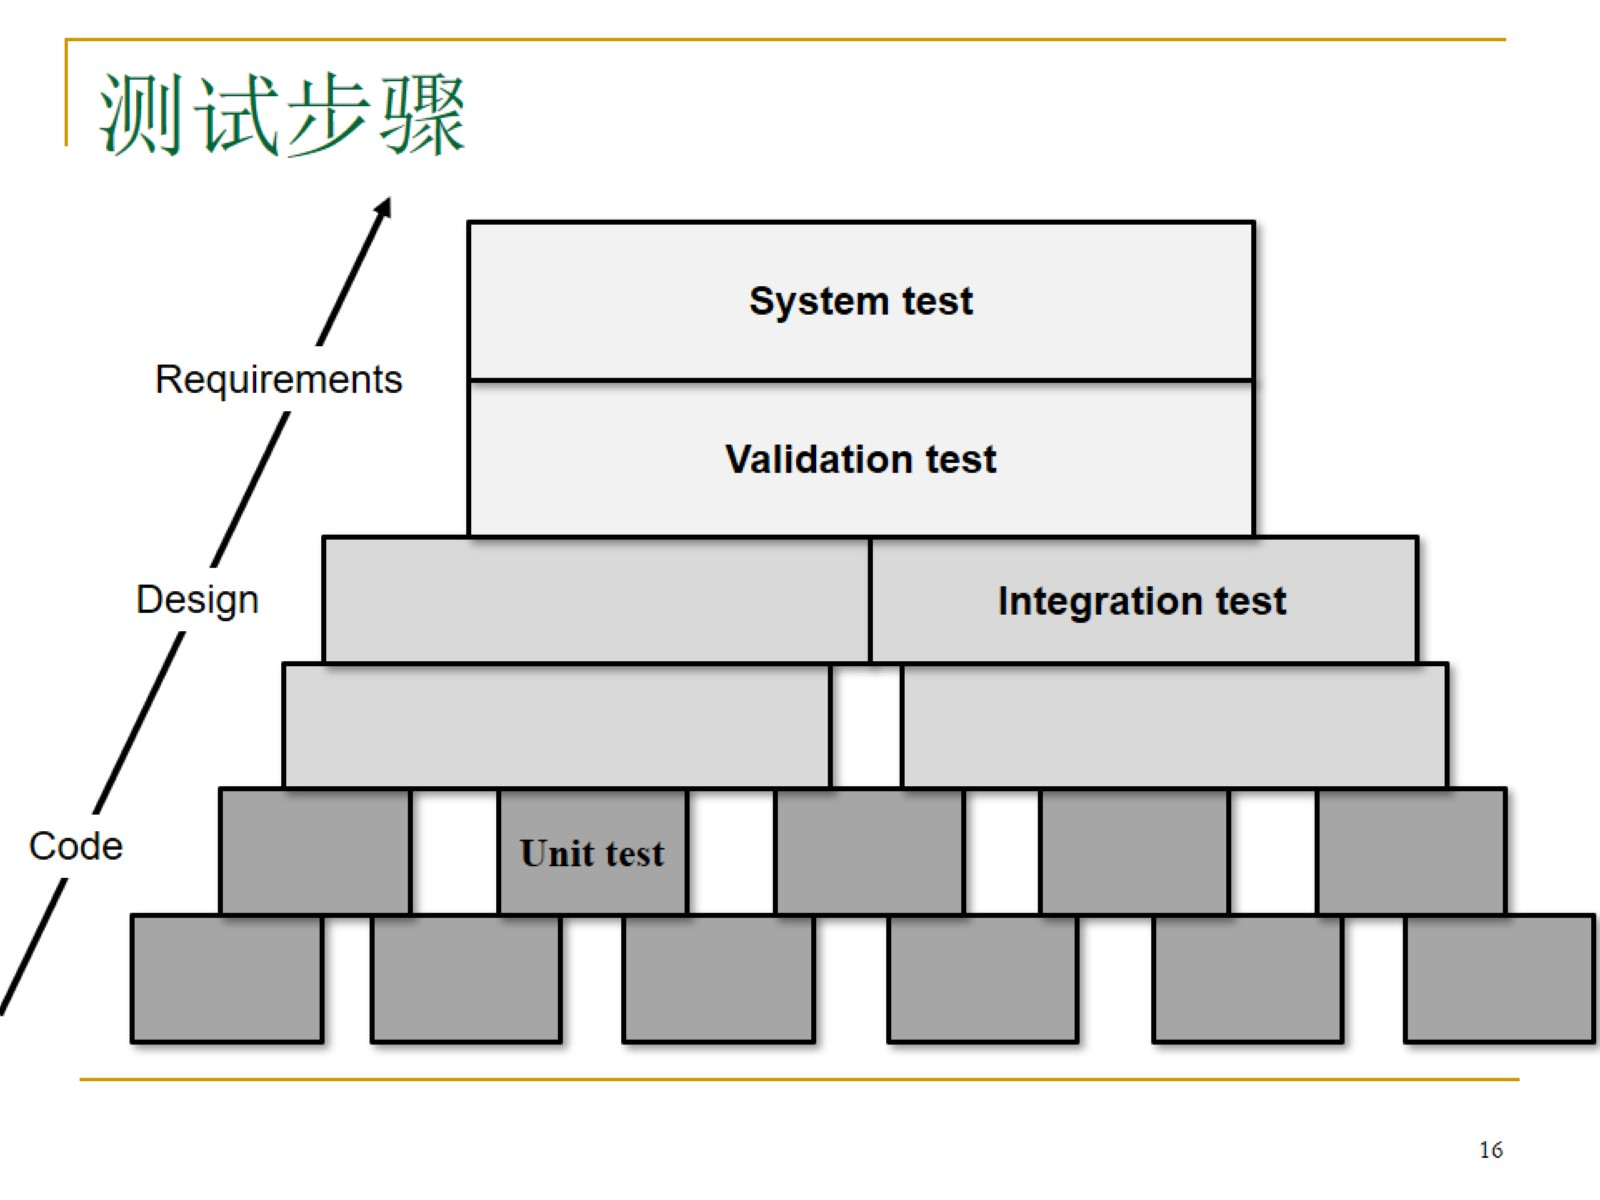 测试步骤
System test
Requirements
Validation test
Design
Integration test
Code
Unit test
16